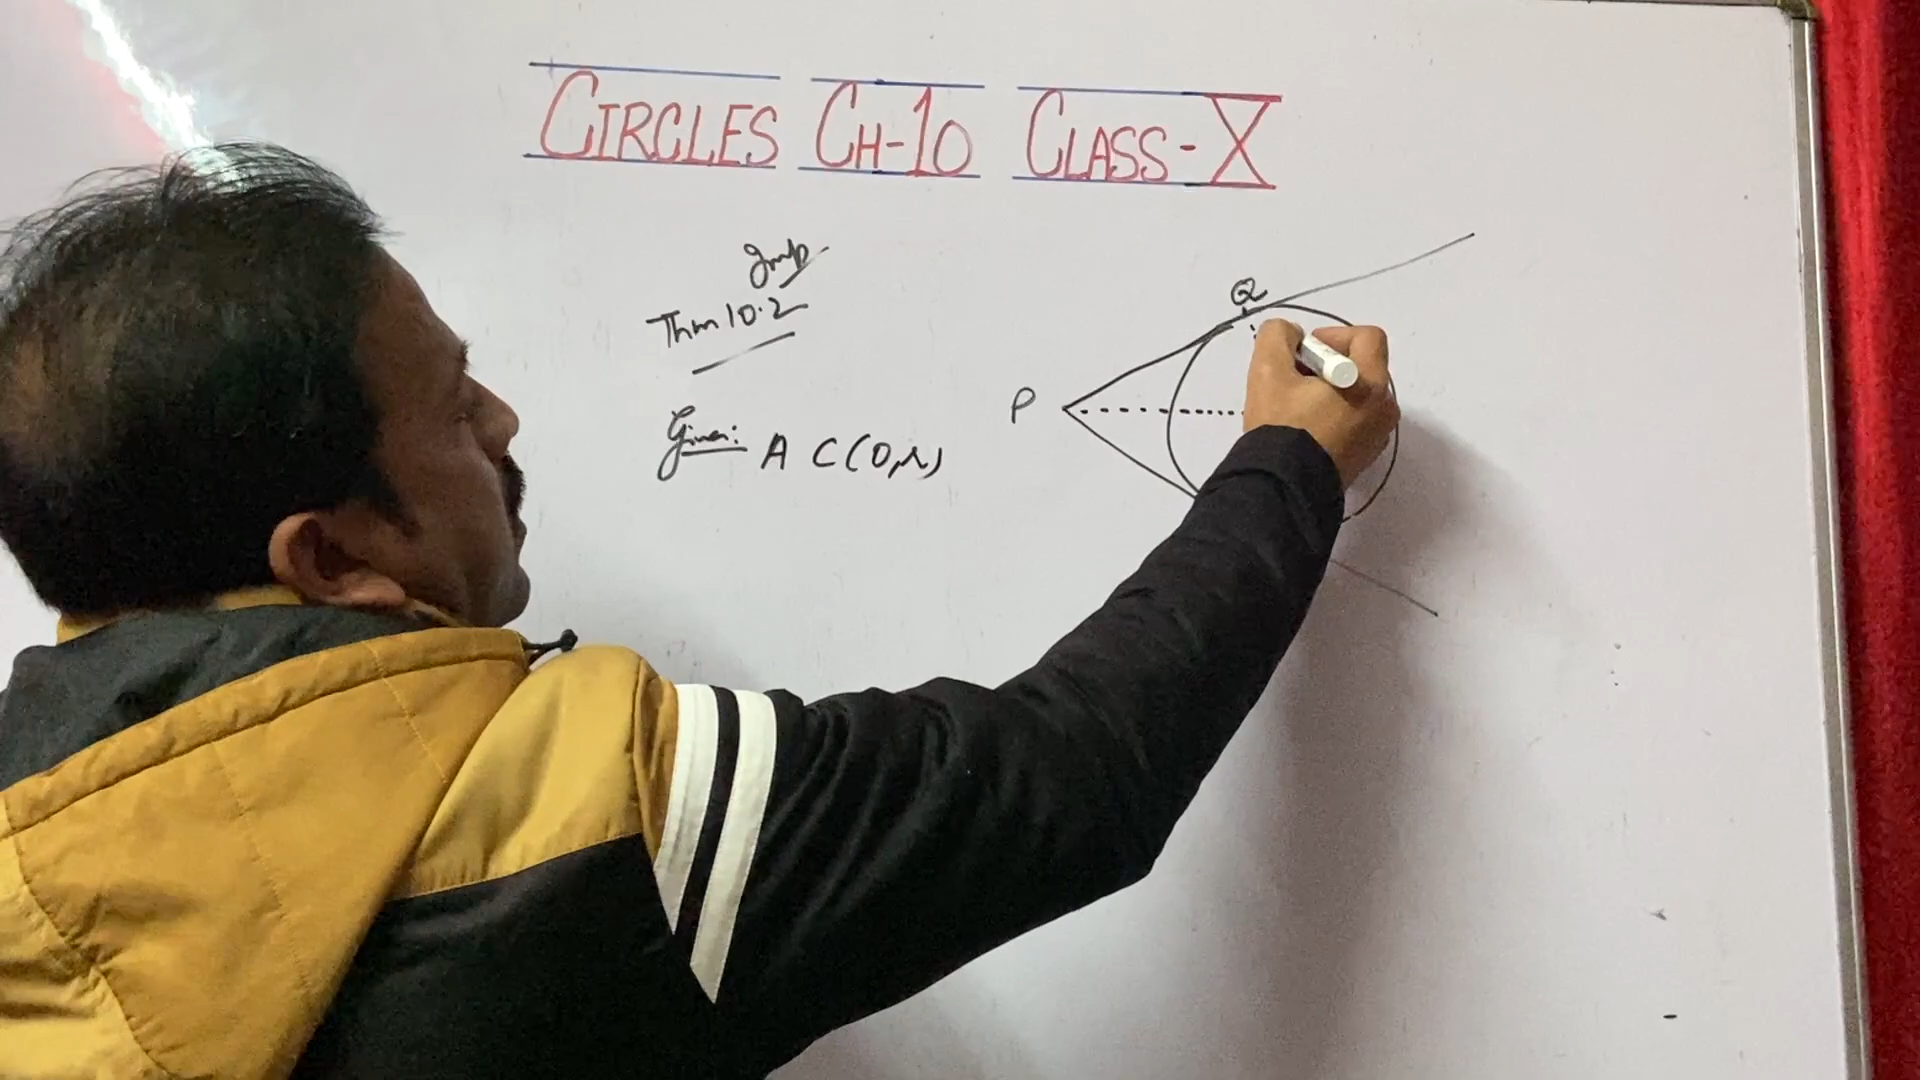 CIRCLES CH-10 CLASS-X
Imp
Thm 10.2
Given: A C(O,r)
Q
P